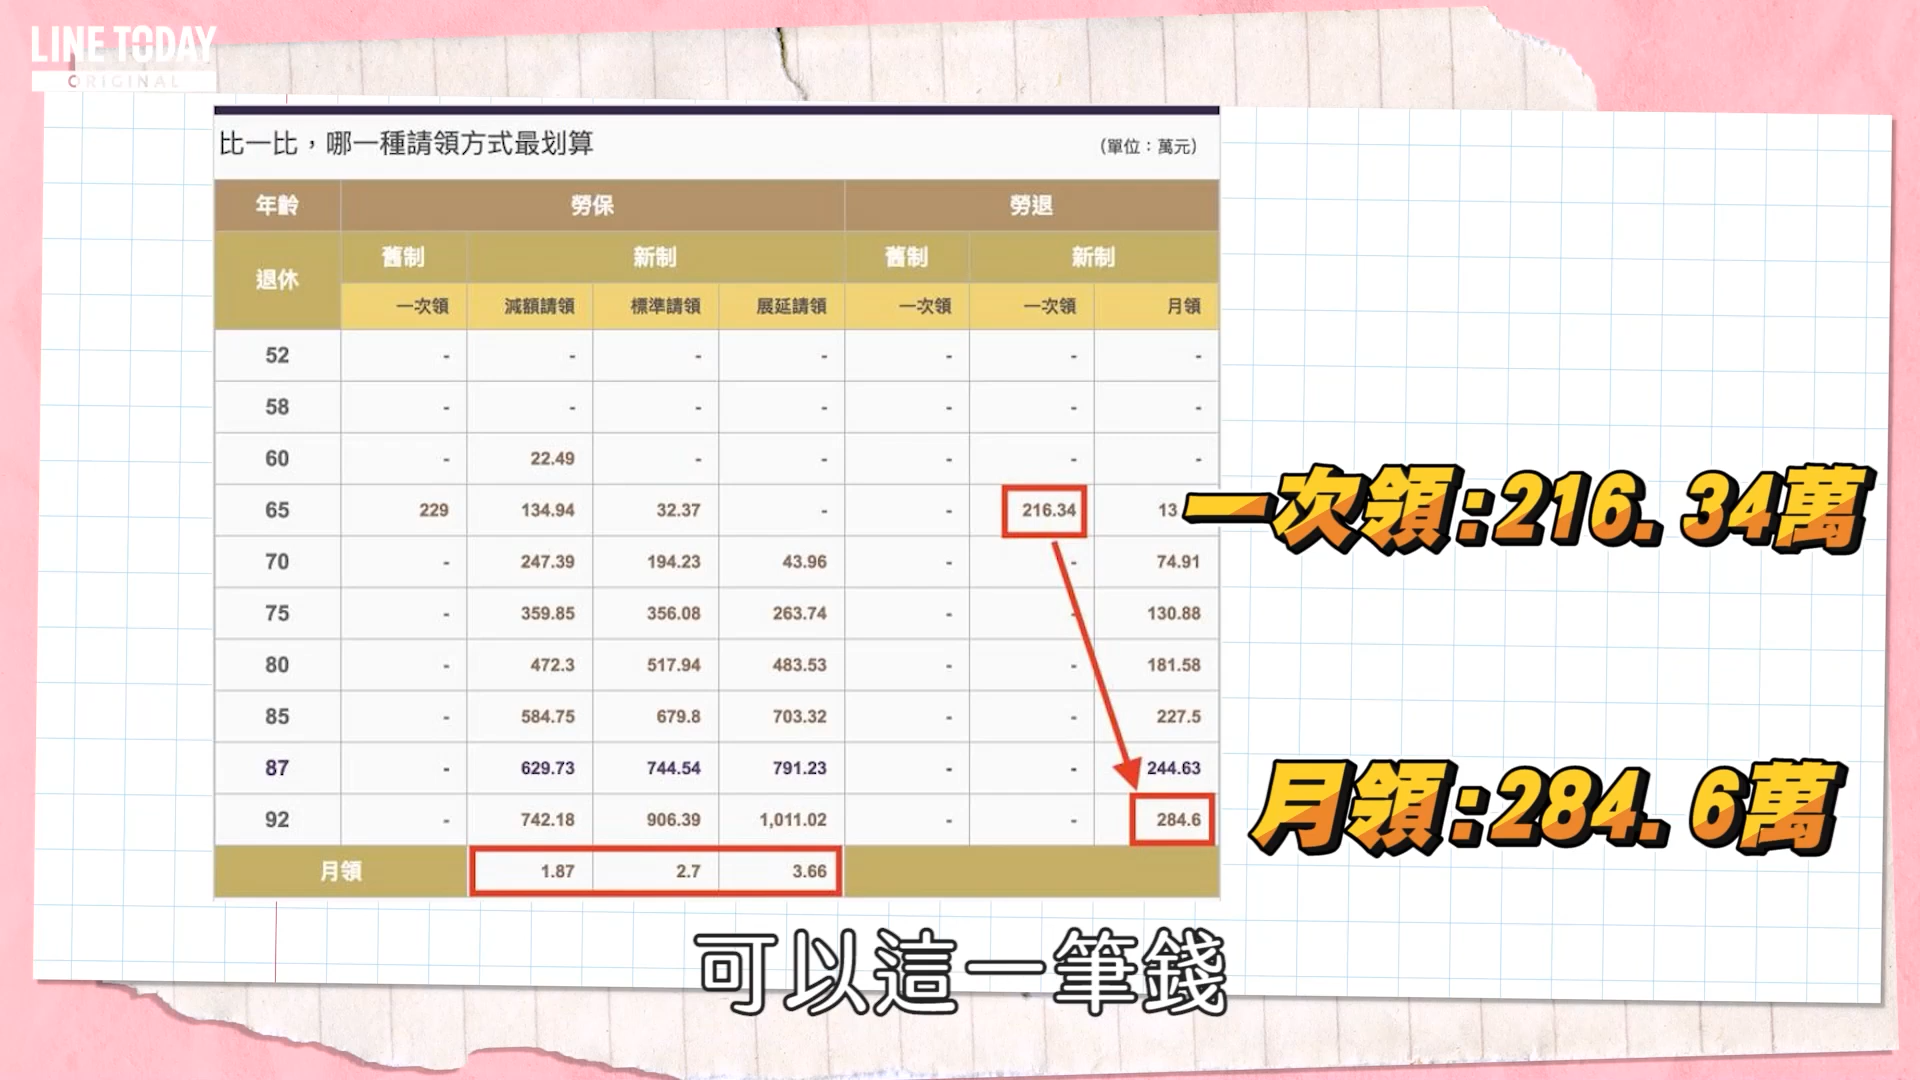 LINE TODAY
ORIGINAL
比一比，哪一種請領方式最划算 （單位：萬元）
年齡 勞保 勞退
退休 舊制 新制 舊制 新制
一次領 減額請領 標準請領 展延請領 一次領 一次領 月領
52 - - - - - - -
58 - - - - - - -
60 - 22.49 - - - - -
65 229 134.94 32.37 - - 216.34 13
70 - 247.39 194.23 43.96 - - 74.91
75 - 359.85 356.08 263.74 - - 130.88
80 - 472.3 517.94 483.53 - - 181.58
85 - 584.75 679.8 703.32 - - 227.5
87 - 629.73 744.54 791.23 - - 244.63
92 - 742.18 906.39 1,011.02 - - 284.6
月領 1.87 2.7 3.66
一次領:216.34萬
月領:284.6萬
可以這一筆錢